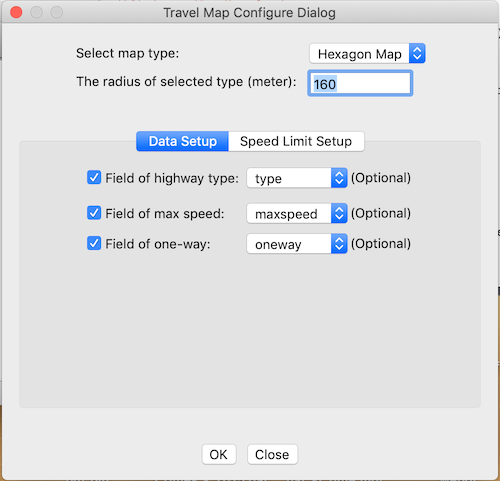 Travel Map Configure Dialog
Select map type: Hexagon Map
The radius of selected type (meter): 160
Data Setup Speed Limit Setup
Field of highway type: type (Optional)
Field of max speed: maxspeed (Optional)
Field of one-way: oneway (Optional)
OK Close